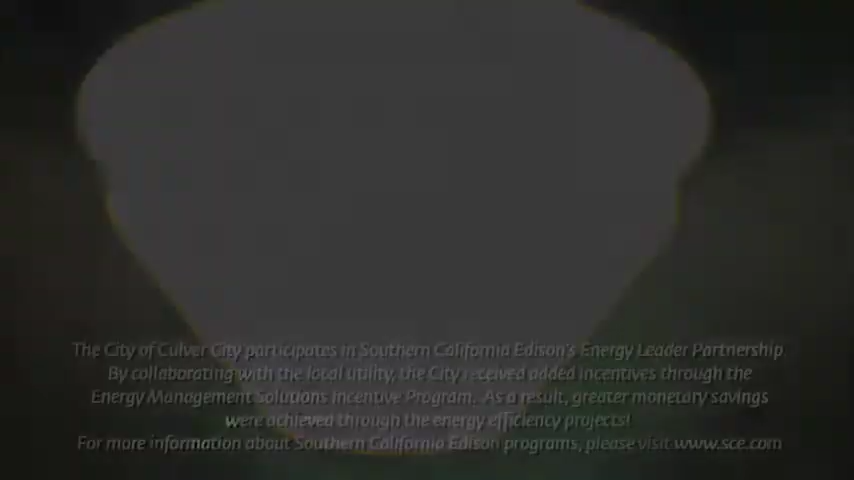 The City of Culver City participates in Southern California Edison's Energy Leader Partnership
By collaborating with the local utility, the City received added incentives through the
Energy Management Solutions Incentive Program. As a result, greater monetary savings
were achieved through the energy efficiency projects!
For more information about Southern California Edison programs, please visit www.sce.com